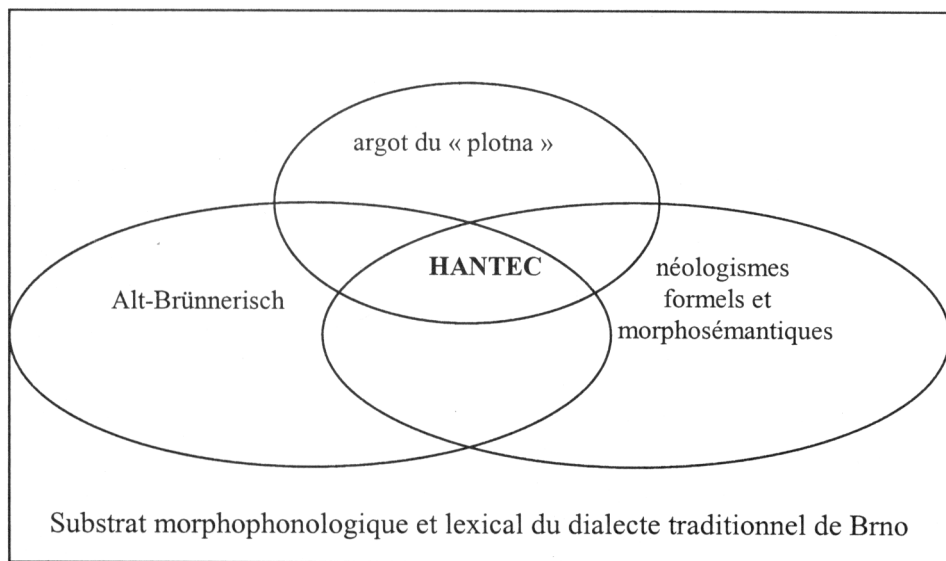 argot du « plotna »
HANTEC
Alt-Brünnerisch
néologismes
formels et
morphosémantiques
Substrat morphophonologique et lexical du dialecte traditionnel de Brno